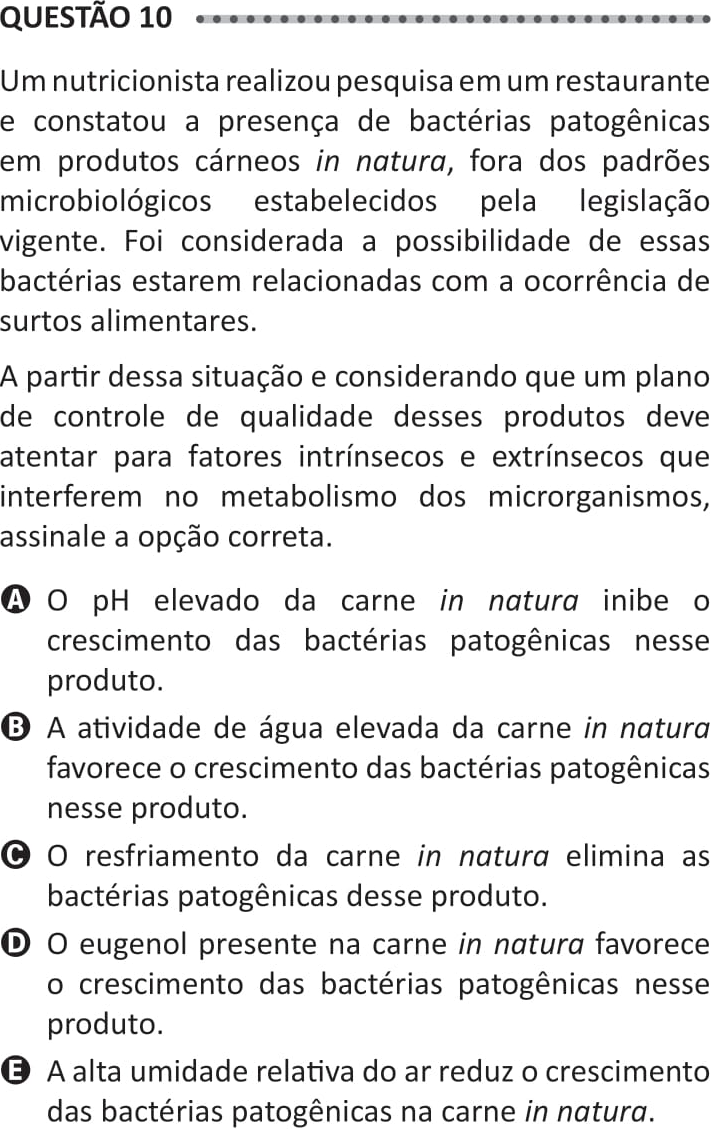 QUESTÃO 10
Um nutricionista realizou pesquisa em um restaurante
e constatou a presença de bactérias patogênicas
em produtos cárneos in natura, fora dos padrões
microbiológicos estabelecidos pela legislação
vigente. Foi considerada a possibilidade de essas
bactérias estarem relacionadas com a ocorrência de
surtos alimentares.
A partir dessa situação e considerando que um plano
de controle de qualidade desses produtos deve
atentar para fatores intrínsecos e extrínsecos que
interferem no metabolismo dos microrganismos,
assinale a opção correta.
A O pH elevado da carne in natura inibe o
crescimento das bactérias patogênicas nesse
produto.
B A atividade de água elevada da carne in natura
favorece o crescimento das bactérias patogênicas
nesse produto.
C O resfriamento da carne in natura elimina as
bactérias patogênicas desse produto.
D O eugenol presente na carne in natura favorece
o crescimento das bactérias patogênicas nesse
produto.
E A alta umidade relativa do ar reduz o crescimento
das bactérias patogênicas na carne in natura.